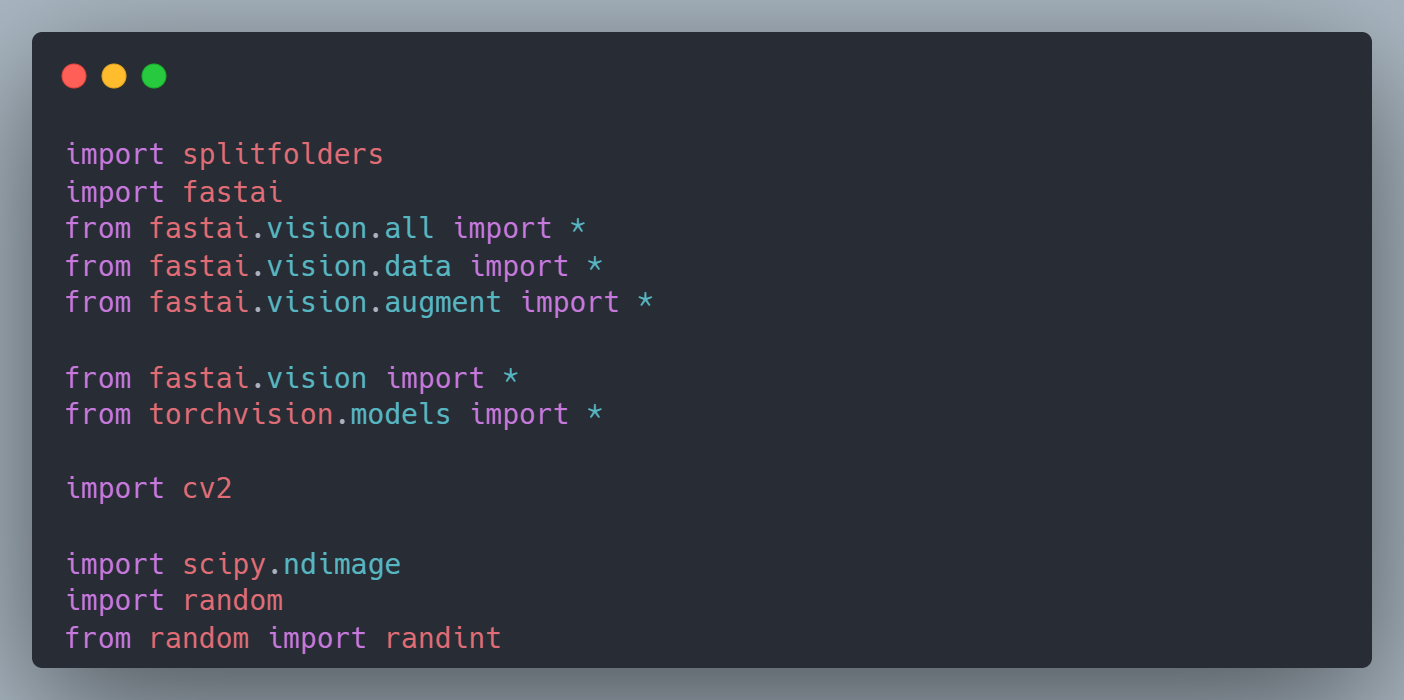 import splitfolders
import fastai
from fastai.vision.all import *
from fastai.vision.data import *
from fastai.vision.augment import *
from fastai.vision import *
from torchvision.models import *
import cv2
import scipy.ndimage
import random
from random import randint